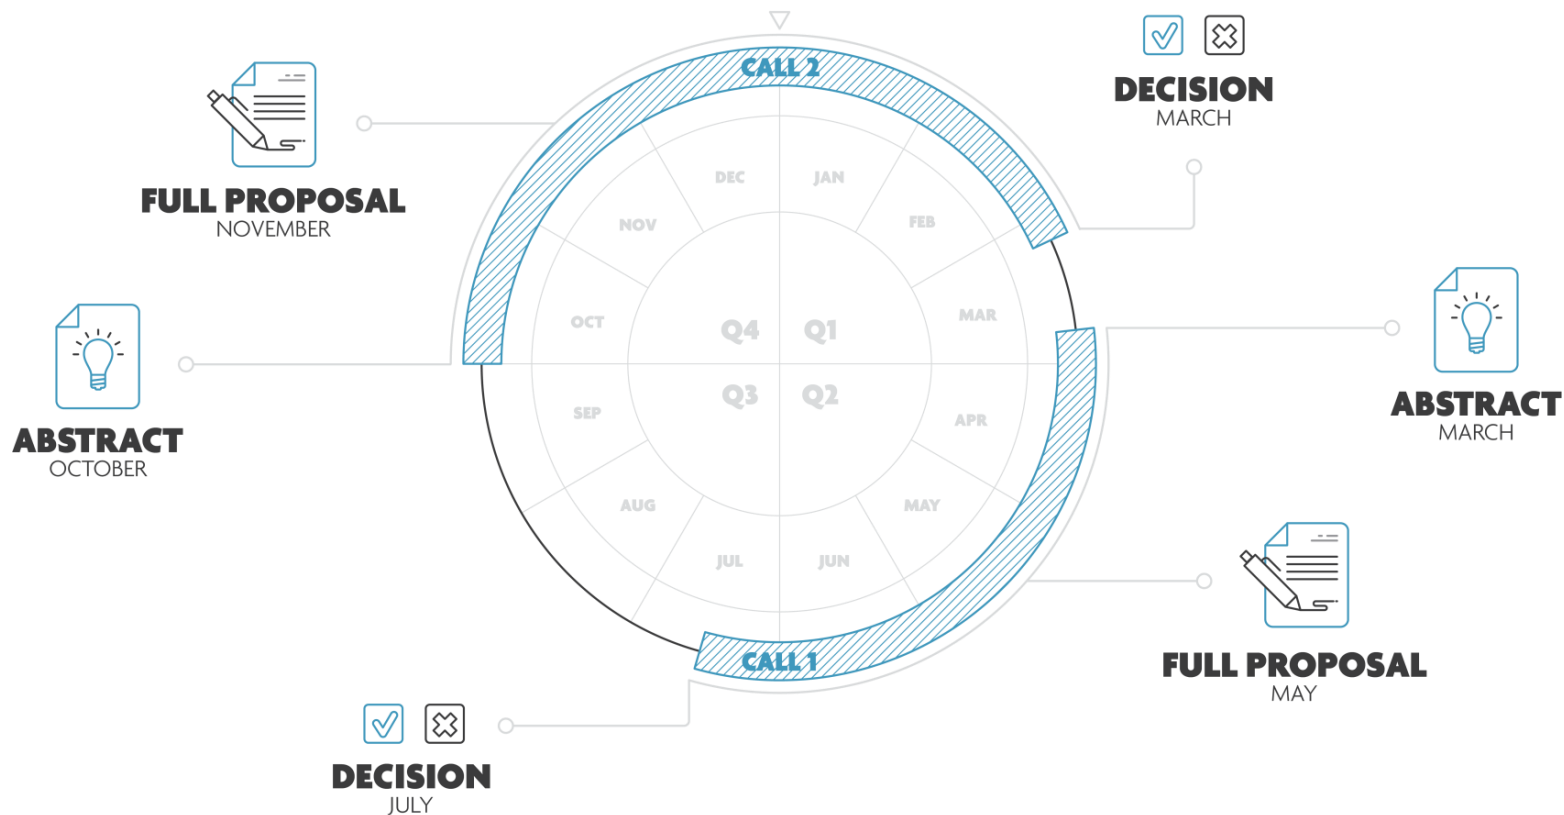 CALL 2
DECISION
MARCH
FULL PROPOSAL
NOVEMBER
DEC
JAN
NOV
FEB
OCT
MAR
Q4
Q1
ABSTRACT
OCTOBER
ABSTRACT
MARCH
Q3
Q2
SEP
APR
AUG
MAY
JUL
JUN
CALL 1
FULL PROPOSAL
MAY
DECISION
JULY